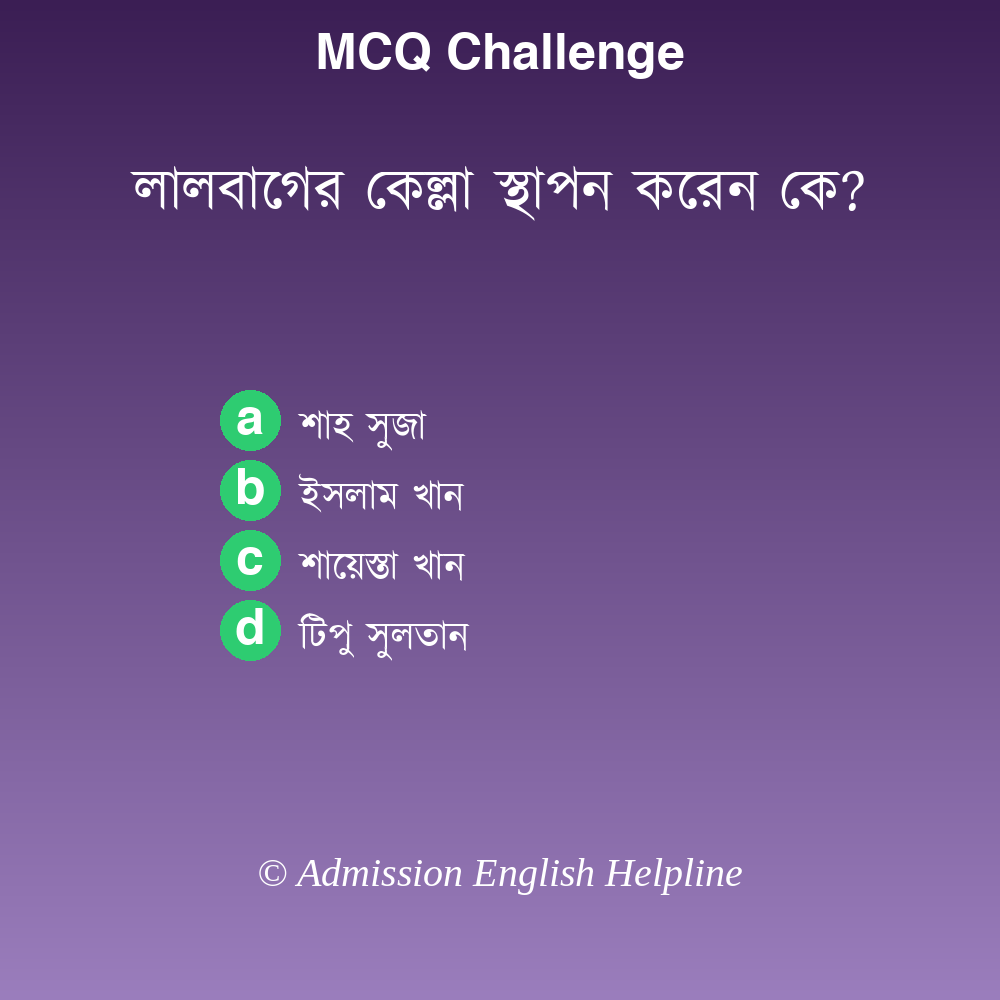 MCQ Challenge
লালবাগের কেল্লা স্থাপন করেন কে?
a শাহ সুজা
b ইসলাম খান
c শায়েস্তা খান
d টিপু সুলতান
© Admission English Helpline